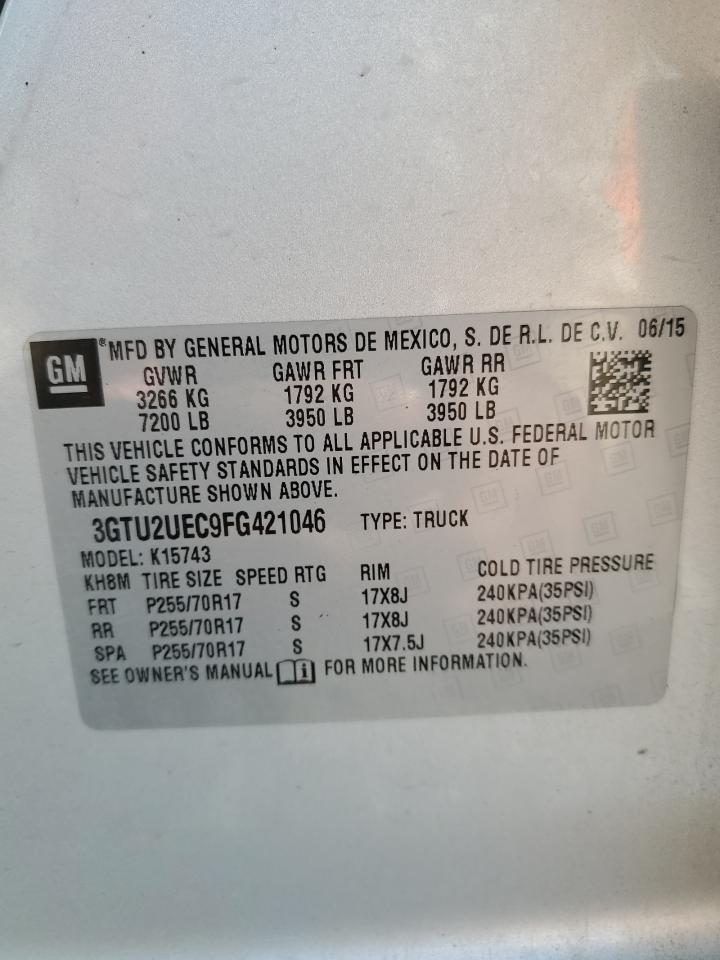 GM ® MFD BY GENERAL MOTORS DE MEXICO, S. DE R.L. DE C.V. 06/15
GVWR GAWR FRT GAWR RR
3266 KG 1792 KG 1792 KG
7200 LB 3950 LB 3950 LB
THIS VEHICLE CONFORMS TO ALL APPLICABLE U.S. FEDERAL MOTOR
VEHICLE SAFETY STANDARDS IN EFFECT ON THE DATE OF
MANUFACTURE SHOWN ABOVE.
3GTU2UEC9FG421046 TYPE: TRUCK
MODEL: K15743
KH8M TIRE SIZE SPEED RTG RIM COLD TIRE PRESSURE
FRT P255/70R17 S 17X8J 240KPA(35PSI)
RR P255/70R17 S 17X8J 240KPA(35PSI)
SPA P255/70R17 S 17X7.5J 240KPA(35PSI)
SEE OWNER'S MANUAL i FOR MORE INFORMATION.